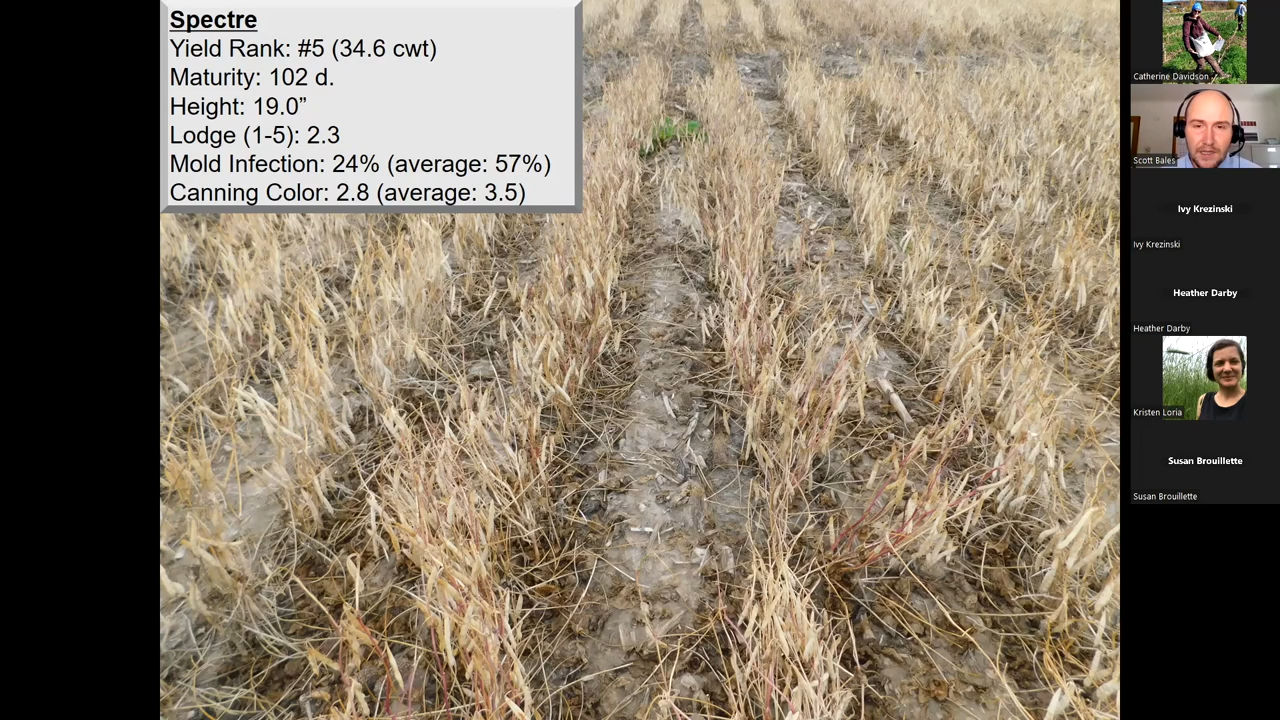 Spectre
Yield Rank: #5 (34.6 cwt)
Maturity: 102 d.
Height: 19.0”
Lodge (1-5): 2.3
Mold Infection: 24% (average: 57%)
Canning Color: 2.8 (average: 3.5)
Catherine Davidson
Scott Bales
Ivy Krezinski
Ivy Krezinski
Heather Darby
Heather Darby
Kristen Loria
Susan Brouillette
Susan Brouillette